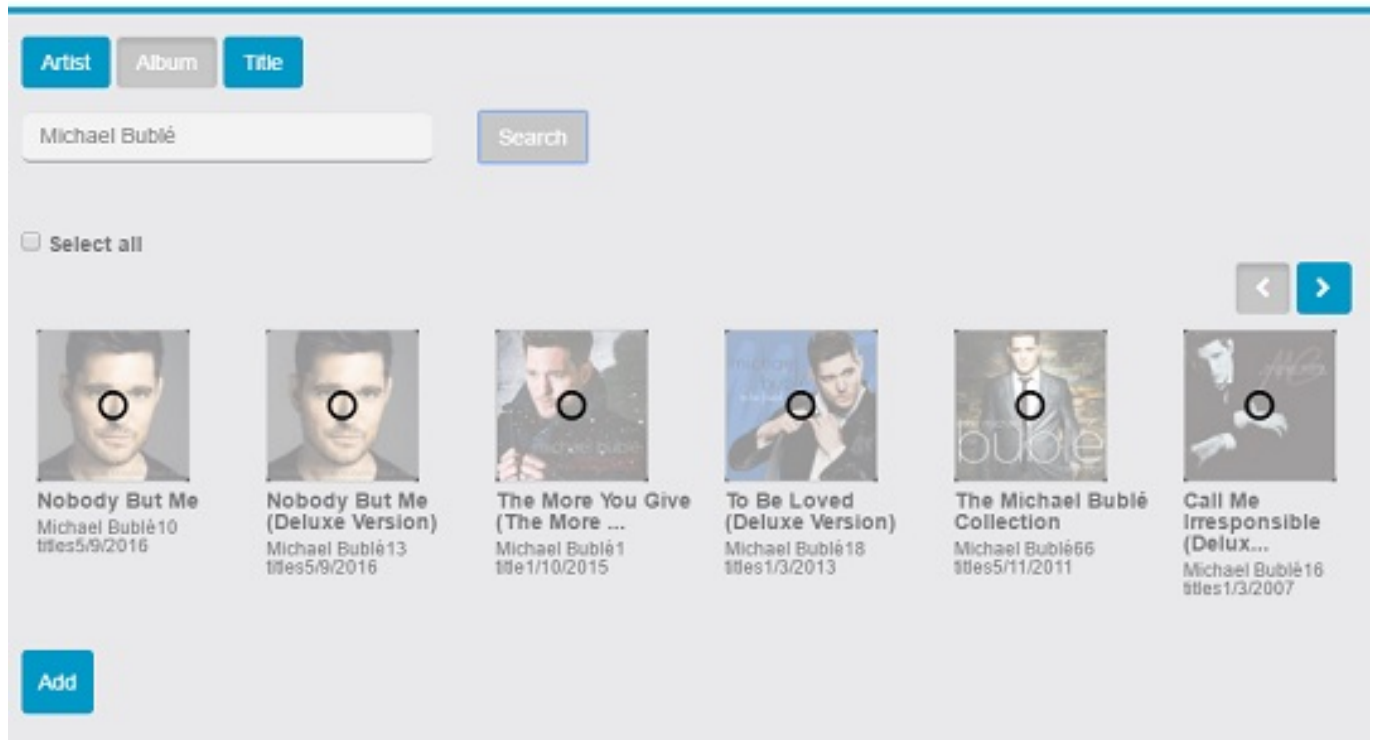 Artist Album Title
Michael Bublé
Search
Select all
Nobody But Me
Michael Bublé10
titles5/9/2016
Nobody But Me
(Deluxe Version)
Michael Bublé13
titles5/9/2016
The More You Give
(The More ...
Michael Bublé1
title1/10/2015
To Be Loved
(Deluxe Version)
Michael Bublé18
titles1/3/2013
bublé
The Michael Bublé
Collection
Michael Bublé66
titles5/11/2011
Call Me
Irresponsible
(Delux...
Michael Bublé16
titles1/3/2007
Add